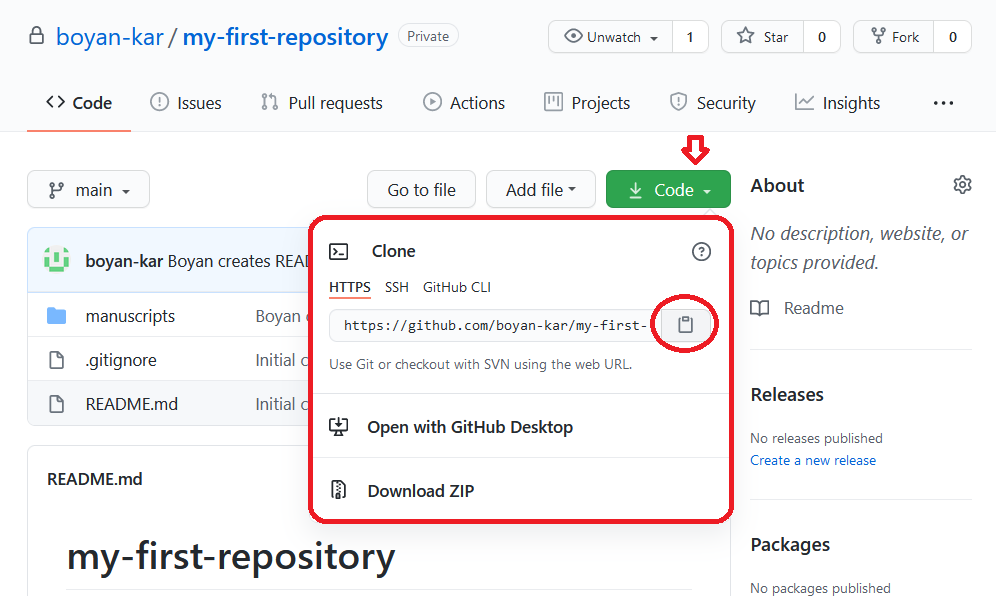 boyan-kar / my-first-repository Private Unwatch 1 Star 0 Fork 0
Code Issues Pull requests Actions Projects Security Insights ...
main Go to file Add file Code
About
No description, website, or
topics provided.
Readme
Releases
No releases published
Create a new release
Packages
No packages published
boyan-kar Boyan creates READ
manuscripts Boyan
.gitignore Initial c
README.md Initial c
Clone
HTTPS SSH GitHub CLI
https://github.com/boyan-kar/my-first-
Use Git or checkout with SVN using the web URL.
Open with GitHub Desktop
Download ZIP
README.md
my-first-repository